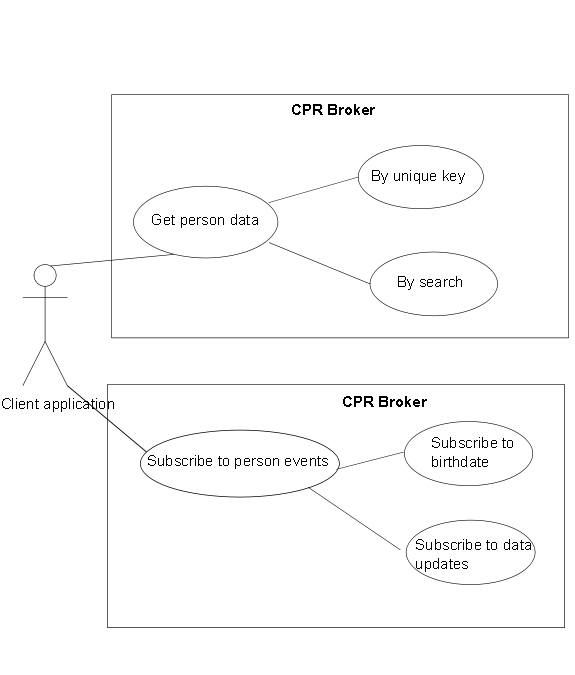 CPR Broker
By unique key
Get person data
By search
Client application
CPR Broker
Subscribe to
birthdate
Subscribe to person events
Subscribe to data
updates